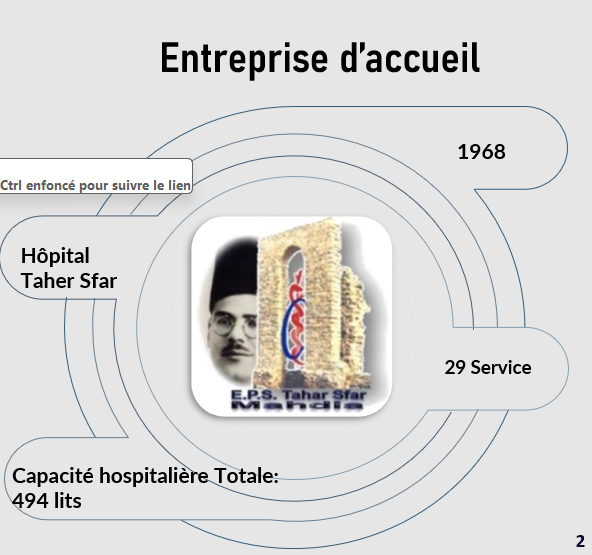 Entreprise d’accueil
1968
Ctrl enfoncé pour suivre le lien
Hôpital
Taher Sfar
29 Service
E.P.S. Tahar Sfar
Mahdia
Capacité hospitalière Totale:
494 lits
2